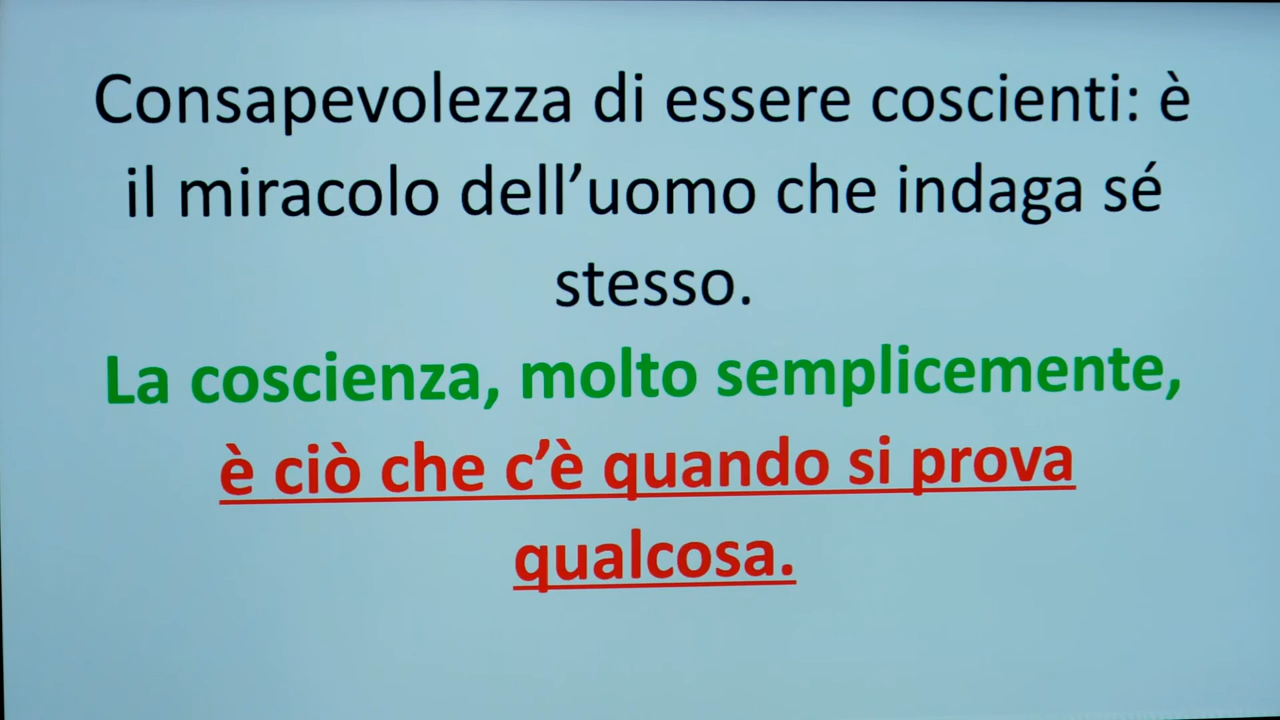 Consapevolezza di essere coscienti: è
il miracolo dell’uomo che indaga sé
stesso.
La coscienza, molto semplicemente,
è ciò che c’è quando si prova
qualcosa.